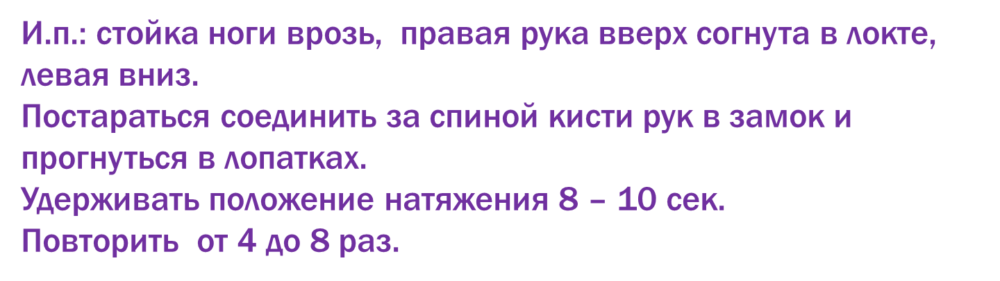 И.п.: стойка ноги врозь,  правая рука вверх согнута в локте,
левая вниз.
Постараться соединить за спиной кисти рук в замок и
прогнуться в лопатках.
Удерживать положение натяжения 8 – 10 сек.
Повторить  от 4 до 8 раз.